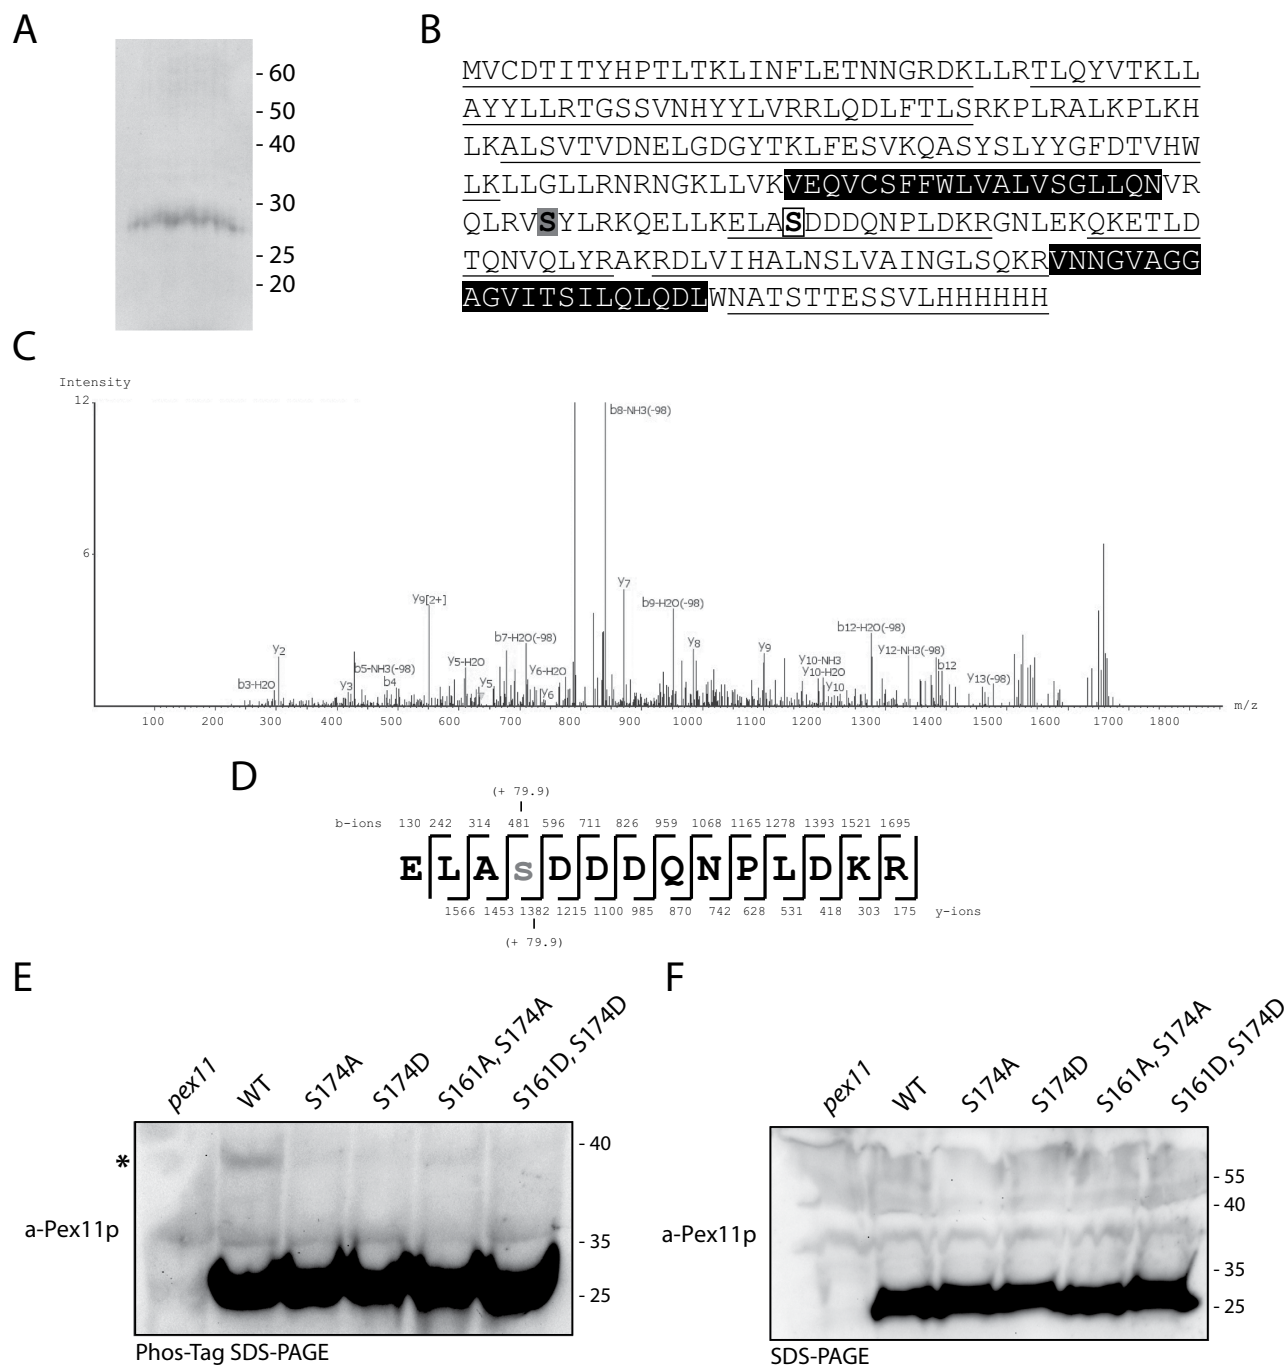 A
- 60
- 50
- 40
- 30
- 25
- 20
B
MVCDTITYHPTLTKLINFLETNNGRDKLLRTLQYVTKLL
AYYLLRTGSSVNHYYLVRRLQDLFTLSRKPLRALKPLKH
LKALSVTVDNELGDGYTKLFESVKQASYSLYYGFDTVHW
LKLLGLLRNRNGKLLVKVEQVCSFFWLVALVSGLLQNVR
QLRVSYLRKQELLKELASDDDQNPLDKRGNLEKQKETLD
TQNVQLYRAKRDLVIHALNSLVAINGLSQKRVNNGVAGG
AGVITSILQLQDLWNATSTTESSVLHHHHHH
C
Intensity
12
6
b3-H2O
y2
y3
b5-NH3(-98)
b4
y9[2+]
y5-H2O
y5
b7-H2O(-98)
y6-H2O
y6
b8-NH3(-98)
y7
b9-H2O(-98)
y8
y9
y10-NH3
y10-H2O
y10
b12-H2O(-98)
y12-NH3(-98)
b12
y13(-98)
100 200 300 400 500 600 700 800 900 1000 1100 1200 1300 1400 1500 1600 1700 1800 m/z
D
(+ 79.9)
b-ions 130 242 314 481 596 711 826 959 1068 1165 1278 1393 1521 1695
E L A s D D D Q N P L D K R
1566 1453 1382 1215 1100 985 870 742 628 531 418 303 175 y-ions
(+ 79.9)
E
pex11 WT S174A S174D S161A, S174A S161D, S174D
*
a-Pex11p
- 40
- 35
- 25
Phos-Tag SDS-PAGE
F
pex11 WT S174A S174D S161A, S174A S161D, S174D
a-Pex11p
- 55
- 40
- 35
- 25
SDS-PAGE